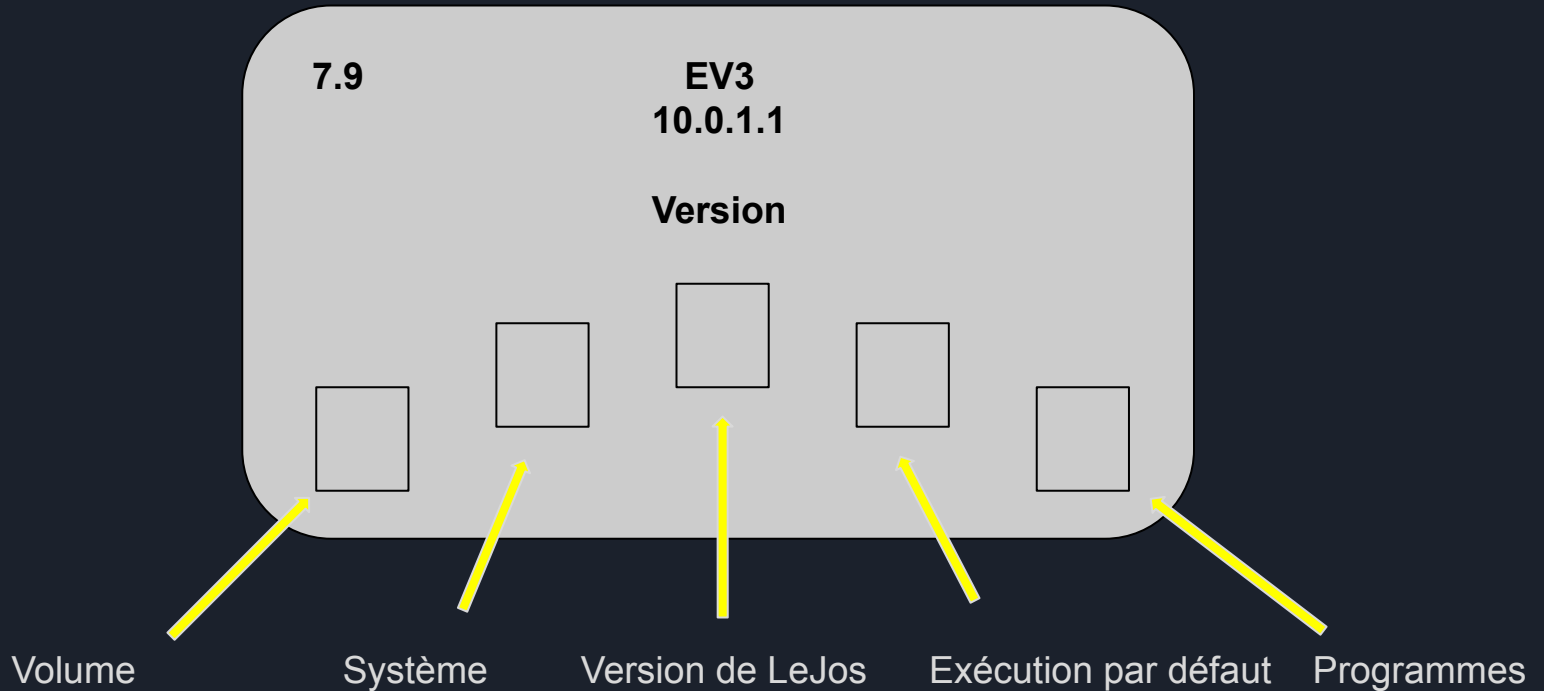 7.9 EV3
10.0.1.1
Version
Volume Système Version de LeJos Exécution par défaut Programmes